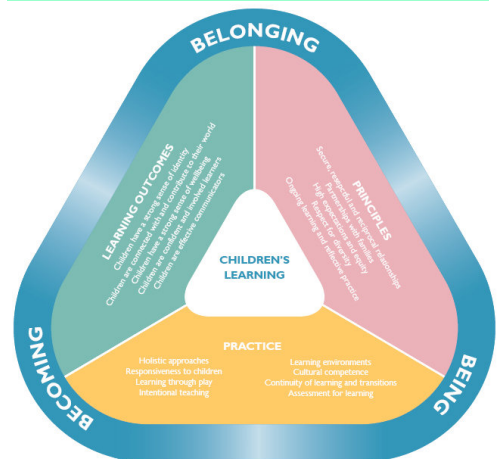 BELONGING
LEARNING OUTCOMES
Children have a strong sense of identity
Children are connected with and contribute to their world
Children have a strong sense of wellbeing
Children are confident and involved learners
Children are effective communicators
PRINCIPLES
Secure, respectful and reciprocal relationships
Partnerships with families
High expectations and equity
Respect for diversity
Ongoing learning and reflective practice
CHILDREN'S
LEARNING
PRACTICE
Holistic approaches
Responsiveness to children
Learning through play
Intentional teaching
Learning environments
Cultural competence
Continuity of learning and transitions
Assessment for learning
BECOMING
BEING